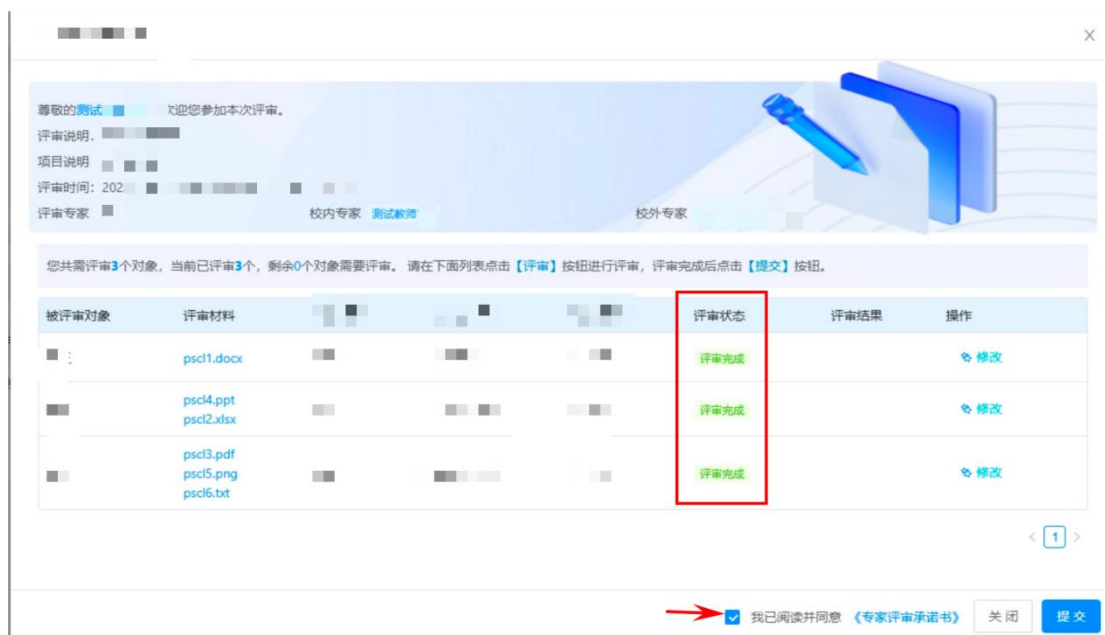 尊敬的测试 欢迎您参加本次评审。
评审说明.
项目说明
评审时间：202
评审专家 校内专家 测试教师 校外专家
您共需评审3个对象，当前已评审3个，剩余0个对象需要评审。 请在下面列表点击【评审】按钮进行评审，评审完成后点击【提交】按钮。
被评审对象 评审材料 评审状态 评审结果 操作
pscl1.docx 评审完成 修改
pscl4.ppt
pscl2.xlsx 评审完成 修改
pscl3.pdf
pscl5.png 评审完成 修改
pscl6.txt
< 1 >
我已阅读并同意 《专家评审承诺书》 关闭 提交